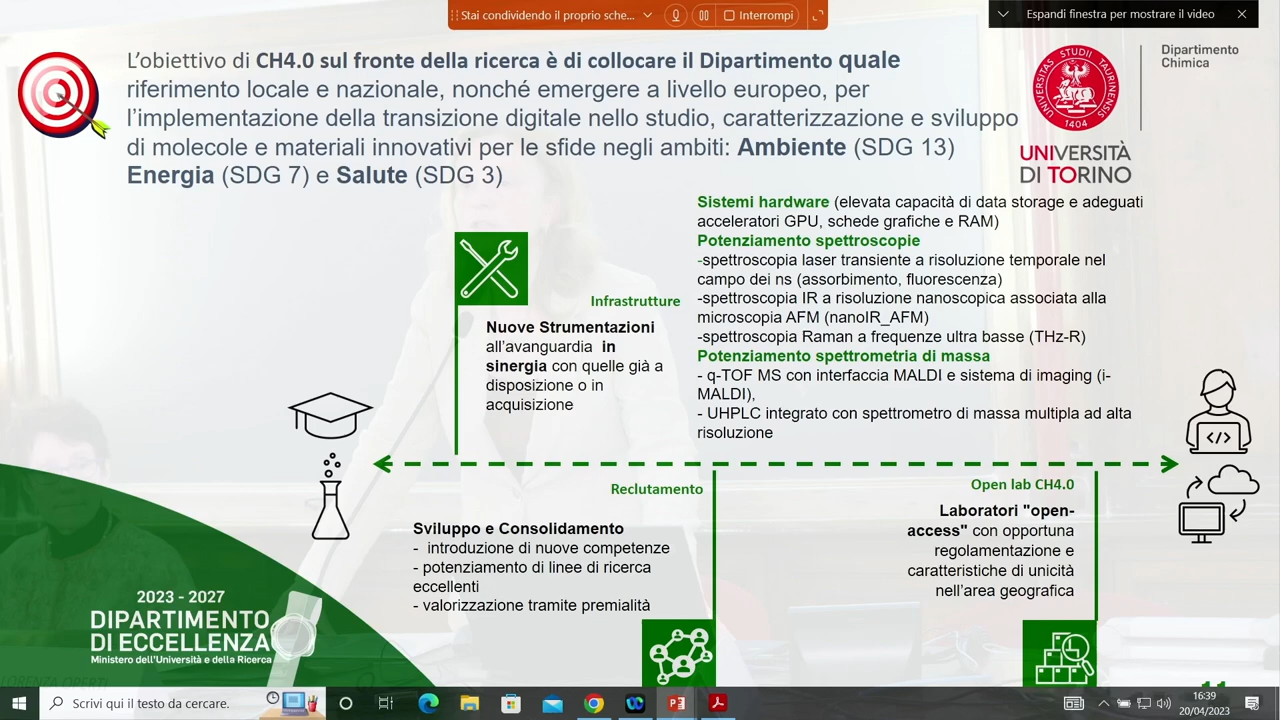 Stai condividendo il proprio sche...
Interrompi
Espandi finestra per mostrare il video
L'obiettivo di CH4.0 sul fronte della ricerca è di collocare il Dipartimento quale
riferimento locale e nazionale, nonché emergere a livello europeo, per
l'implementazione della transizione digitale nello studio, caratterizzazione e sviluppo
di molecole e materiali innovativi per le sfide negli ambiti: Ambiente (SDG 13)
Energia (SDG 7) e Salute (SDG 3)
Dipartimento
Chimica
UNIVERSITAS STUDII TAURINENSIS
1404
UNIVERSITÀ
DI TORINO
Sistemi hardware (elevata capacità di data storage e adeguati
acceleratori GPU, schede grafiche e RAM)
Potenziamento spettroscopie
-spettroscopia laser transiente a risoluzione temporale nel
campo dei ns (assorbimento, fluorescenza)
-spettroscopia IR a risoluzione nanoscopica associata alla
microscopia AFM (nanoIR_AFM)
-spettroscopia Raman a frequenze ultra basse (THz-R)
Potenziamento spettrometria di massa
- q-TOF MS con interfaccia MALDI e sistema di imaging (i-
MALDI),
- UHPLC integrato con spettrometro di massa multipla ad alta
risoluzione
Infrastrutture
Nuove Strumentazioni
all'avanguardia in
sinergia con quelle già a
disposizione o in
acquisizione
Reclutamento
Sviluppo e Consolidamento
- introduzione di nuove competenze
- potenziamento di linee di ricerca
eccellenti
- valorizzazione tramite premialità
Open lab CH4.0
Laboratori "open-
access" con opportuna
regolamentazione e
caratteristiche di unicità
nell'area geografica
2023 - 2027
DIPARTIMENTO
DI ECCELLENZA
Ministero dell'Università e della Ricerca
LORENZA OPERTI
11
Scrivi qui il testo da cercare.
16:39
20/04/2023